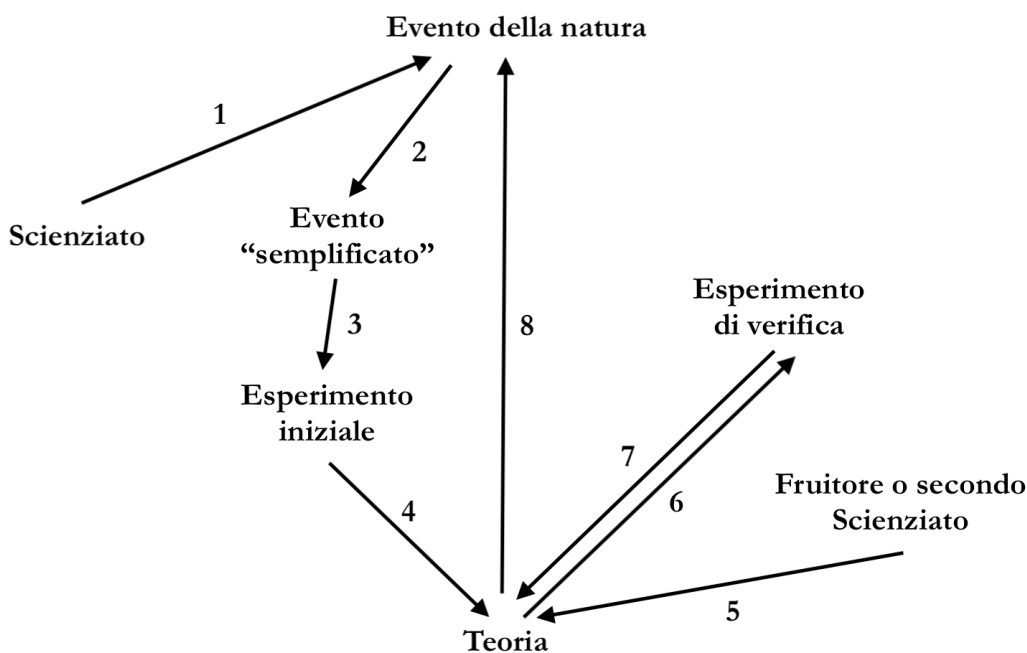 Evento della natura
1
2
Scienziato
Evento
“semplificato”
3
8
Esperimento
di verifica
Esperimento
iniziale
7
6
4
Fruitore o secondo
Scienziato
5
Teoria